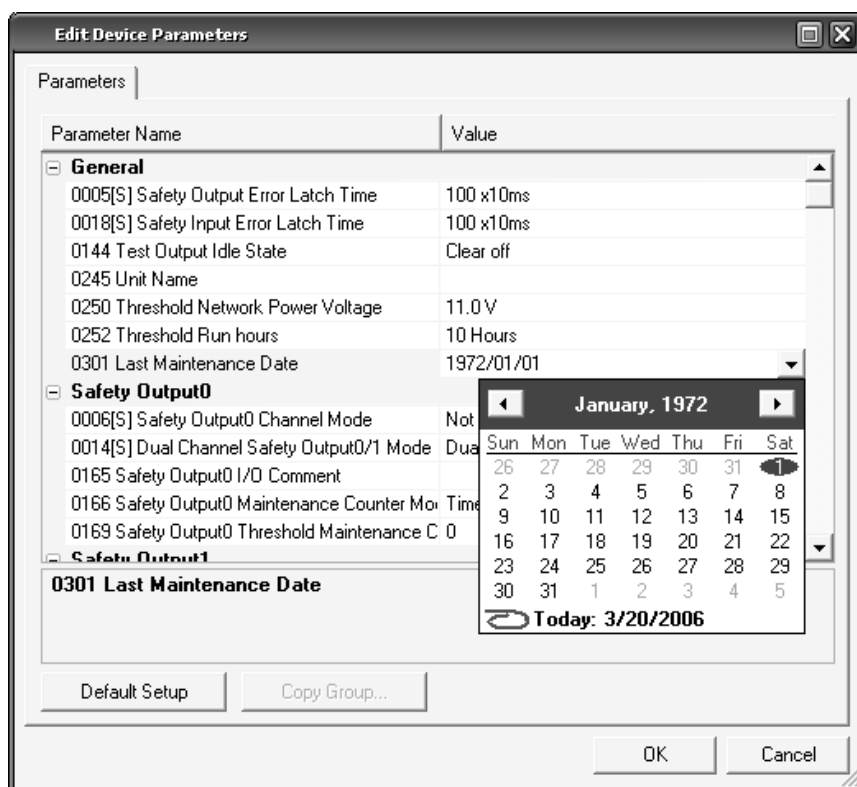 Edit Device Parameters
Parameters
Parameter Name Value
General
0005[S] Safety Output Error Latch Time 100 x10ms
0018[S] Safety Input Error Latch Time 100 x10ms
0144 Test Output Idle State Clear off
0245 Unit Name
0250 Threshold Network Power Voltage 11.0 V
0252 Threshold Run hours 10 Hours
0301 Last Maintenance Date 1972/01/01
Safety Output0
0006[S] Safety Output0 Channel Mode Not
0014[S] Dual Channel Safety Output0/1 Mode Dua
0165 Safety Output0 I/O Comment
0166 Safety Output0 Maintenance Counter Mo Time
0169 Safety Output0 Threshold Maintenance C 0
Safety Output1
January, 1972
Sun Mon Tue Wed Thu Fri Sat
26 27 28 29 30 31 1
2 3 4 5 6 7 8
9 10 11 12 13 14 15
16 17 18 19 20 21 22
23 24 25 26 27 28 29
30 31 1 2 3 4 5
Today: 3/20/2006
0301 Last Maintenance Date
Default Setup Copy Group...
OK Cancel